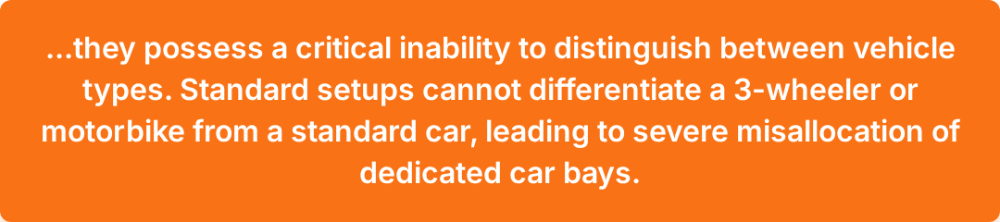 ...they possess a critical inability to distinguish between vehicle
types. Standard setups cannot differentiate a 3-wheeler or
motorbike from a standard car, leading to severe misallocation of
dedicated car bays.